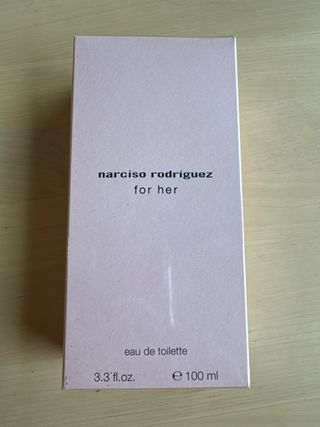 narciso rodriguez
for her
eau de toilette
3.3 fl.oz. ℮ 100 ml